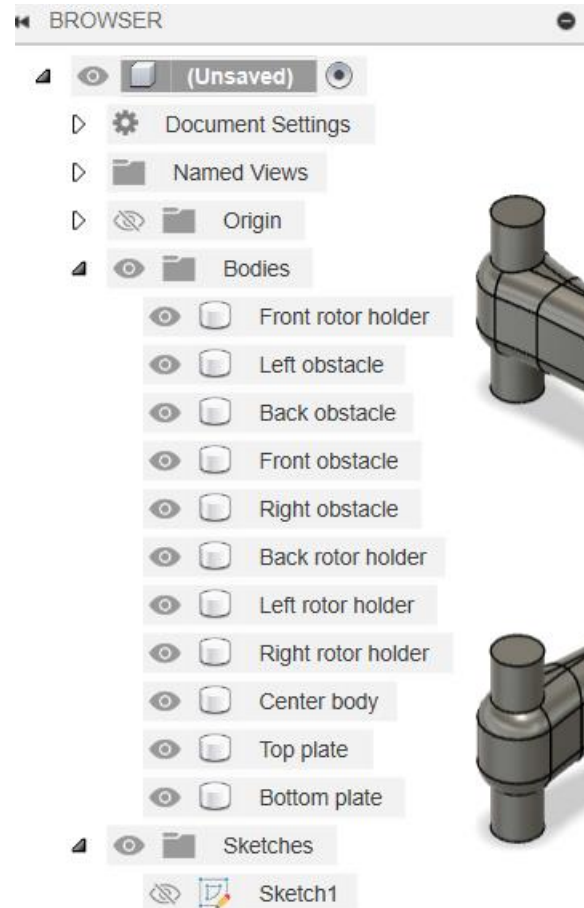 BROWSER
(Unsaved)
Document Settings
Named Views
Origin
Bodies
Front rotor holder
Left obstacle
Back obstacle
Front obstacle
Right obstacle
Back rotor holder
Left rotor holder
Right rotor holder
Center body
Top plate
Bottom plate
Sketches
Sketch1